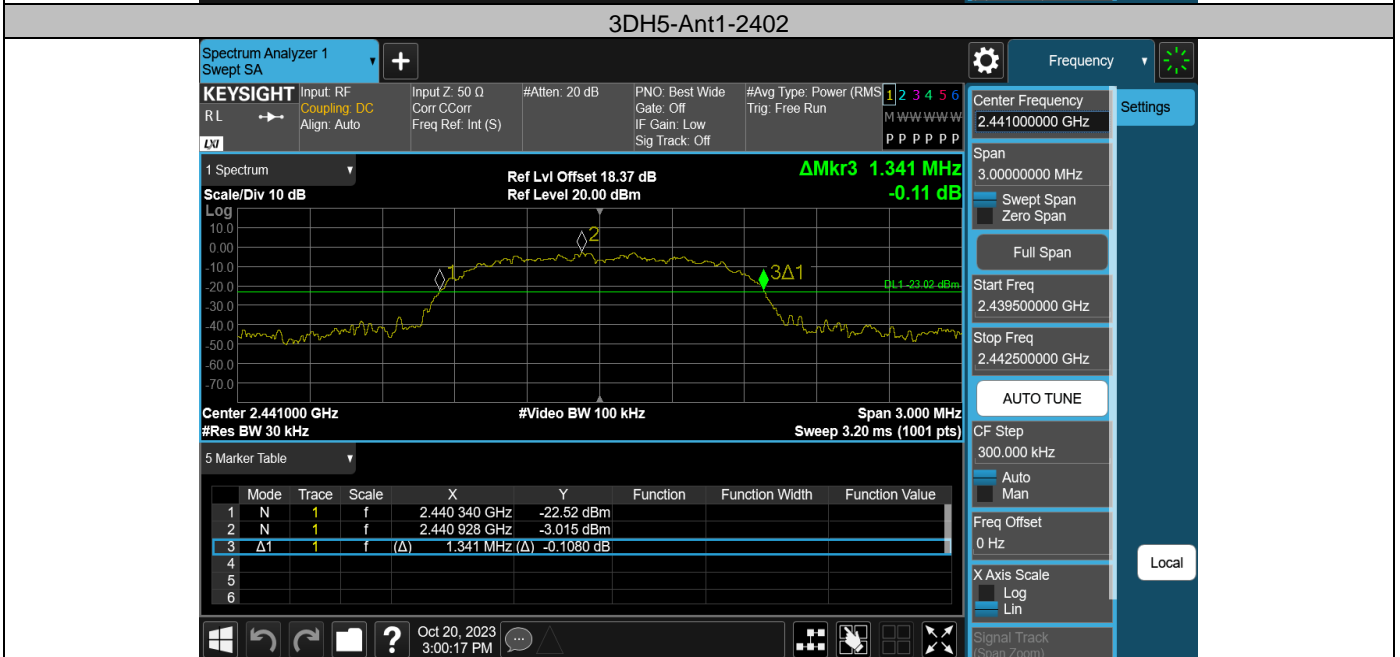 3DH5-Ant1-2402
Spectrum Analyzer 1
Swept SA
Frequency
KEYSIGHT
RL
LXI
Input: RF
Coupling: DC
Align: Auto
Input Z: 50 Ω
Corr CCorr
Freq Ref: Int (S)
#Atten: 20 dB
PNO: Best Wide
Gate: Off
IF Gain: Low
Sig Track: Off
#Avg Type: Power (RMS
Trig: Free Run
1 2 3 4 5 6
M W W W W W
P P P P P P
1 Spectrum
Scale/Div 10 dB
Ref Lvl Offset 18.37 dB
Ref Level 20.00 dBm
ΔMkr3 1.341 MHz
-0.11 dB
Log
10.0
0.00
-10.0
-20.0
-30.0
-40.0
-50.0
-60.0
-70.0
1
2
3Δ1
DL1 -23.02 dBm
Center 2.441000 GHz
#Res BW 30 kHz
#Video BW 100 kHz
Span 3.000 MHz
Sweep 3.20 ms (1001 pts)
5 Marker Table
Mode Trace Scale X Y Function Function Width Function Value
1 N 1 f 2.440 340 GHz -22.52 dBm
2 N 1 f 2.440 928 GHz -3.015 dBm
3 Δ1 1 f (Δ) 1.341 MHz (Δ) -0.1080 dB
4
5
6
Oct 20, 2023
3:00:17 PM
Center Frequency
2.441000000 GHz
Settings
Span
3.00000000 MHz
Swept Span
Zero Span
Full Span
Start Freq
2.439500000 GHz
Stop Freq
2.442500000 GHz
AUTO TUNE
CF Step
300.000 kHz
Auto
Man
Freq Offset
0 Hz
Local
X Axis Scale
Log
Lin
Signal Track
(Span Zoom)